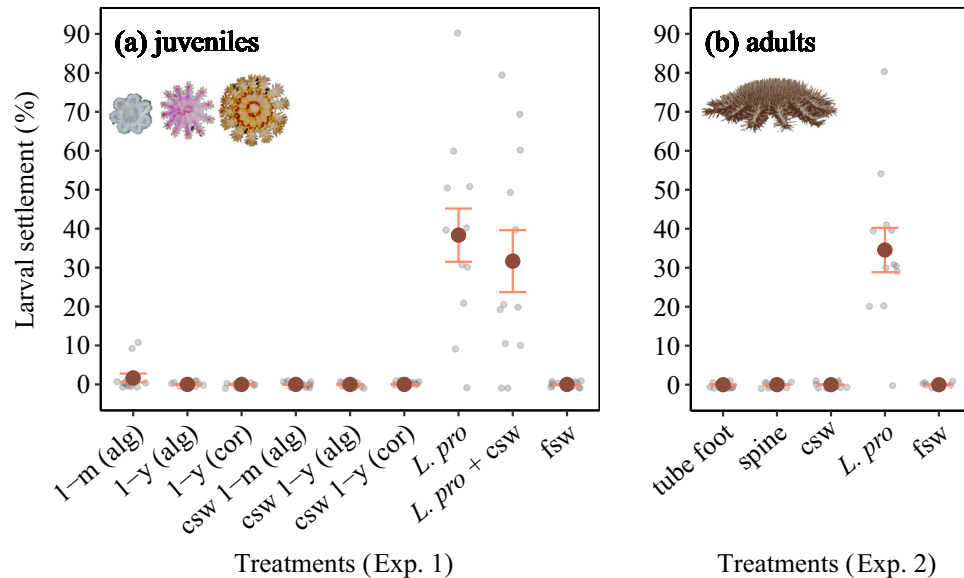 (a) juveniles
(b) adults
Larval settlement (%)
90
80
70
60
50
40
30
20
10
0
90
80
70
60
50
40
30
20
10
0
1−m (alg)
1−y (alg)
1−y (cor)
csw 1−m (alg)
csw 1−y (alg)
csw 1−y (cor)
L. pro
L. pro + csw
fsw
tube foot
spine
csw
L. pro
fsw
Treatments (Exp. 1)
Treatments (Exp. 2)